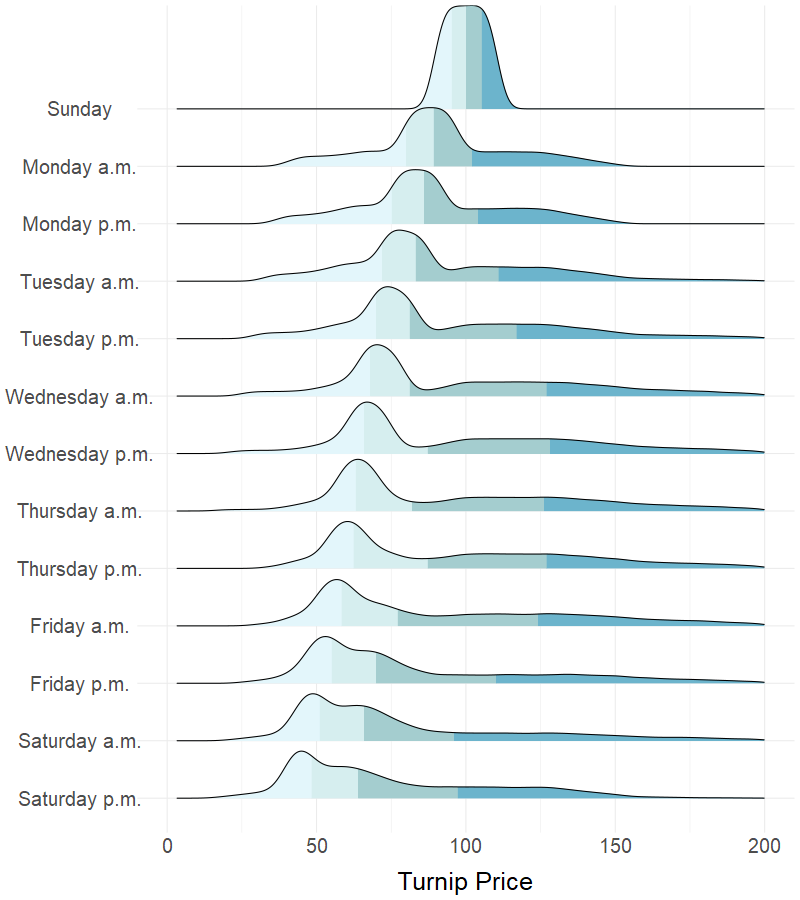 Sunday
Monday a.m.
Monday p.m.
Tuesday a.m.
Tuesday p.m.
Wednesday a.m.
Wednesday p.m.
Thursday a.m.
Thursday p.m.
Friday a.m.
Friday p.m.
Saturday a.m.
Saturday p.m.
0 50 100 150 200
Turnip Price